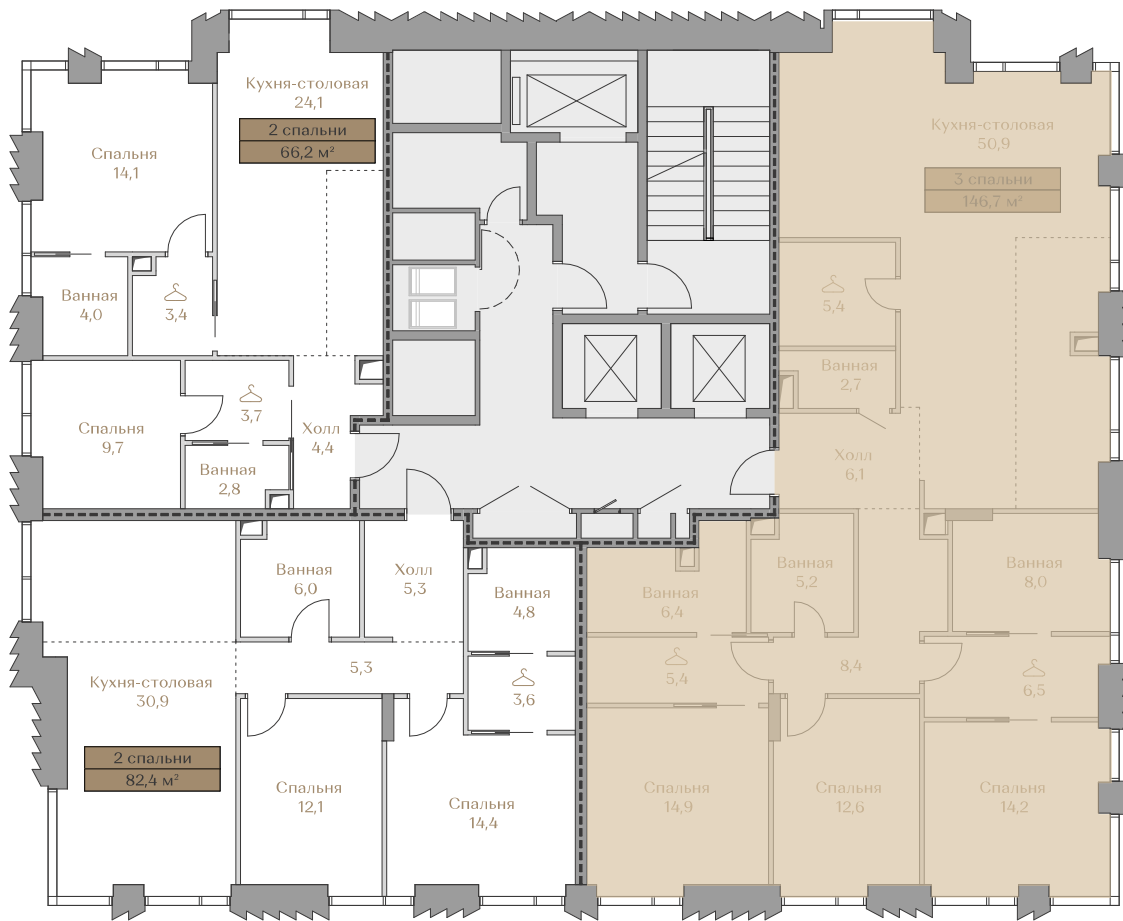 Кухня-столовая
24,1
2 спальни
66,2 м²
Спальня
14,1
Ванная
4,0
3,4
Спальня
9,7
3,7
Ванная
2,8
Холл
4,4
Кухня-столовая
50,9
3 спальни
146,7 м²
5,4
Ванная
2,7
Холл
6,1
Ванная
6,0
Холл
5,3
Ванная
4,8
5,3
3,6
Кухня-столовая
30,9
2 спальни
82,4 м²
Спальня
12,1
Спальня
14,4
Ванная
6,4
Ванная
5,2
Ванная
8,0
5,4
8,4
6,5
Спальня
14,9
Спальня
12,6
Спальня
14,2